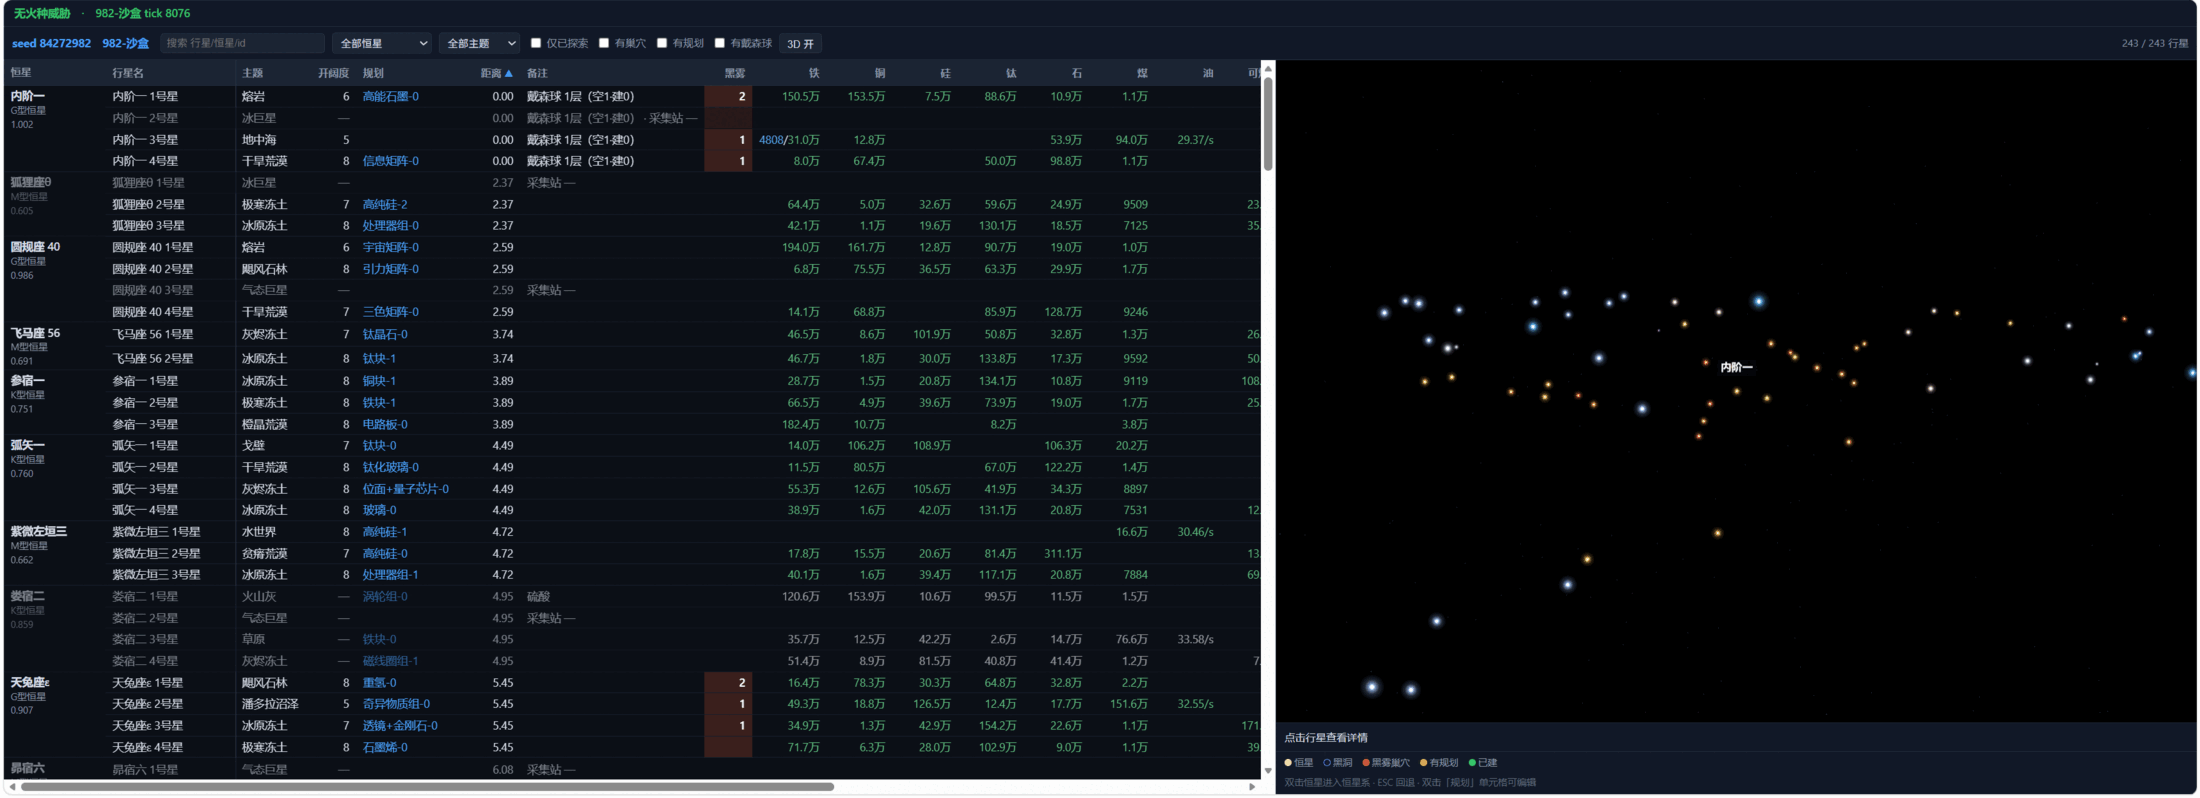 无火种威胁 · 982-沙盒 tick 8076
seed 84272982 982-沙盒 搜索 行星/恒星/id 全部恒星 全部主题 仅已探索 有巢穴 有规划 有戴森球 3D 开 243 / 243 行星
恒星 行星名 主题 开阔度 规划 距离 ▲ 备注 黑雾 铁 铜 硅 钛 石 煤 油
内阶一 内阶一 1号星 熔岩 6 高能石墨-0 0.00 戴森球 1层（空1·建0） 2 150.5万 153.5万 7.5万 88.6万 10.9万 1.1万
G型恒星
1.002 内阶一 2号星 冰巨星 — 0.00 戴森球 1层（空1·建0） · 采集站 —
内阶一 3号星 地中海 5 0.00 戴森球 1层（空1·建0） 1 4808/31.0万 12.8万 53.9万 94.0万 29.37/s
内阶一 4号星 干旱荒漠 8 信息矩阵-0 0.00 戴森球 1层（空1·建0） 1 8.0万 67.4万 50.0万 98.8万 1.1万
狐狸座θ 狐狸座θ 1号星 冰巨星 — 2.37 采集站 —
M型恒星
0.605 狐狸座θ 2号星 极寒冻土 7 高纯硅-2 2.37 64.4万 5.0万 32.6万 59.6万 24.9万 9509 23.
狐狸座θ 3号星 冰原冻土 8 处理器组-0 2.37 42.1万 1.1万 19.6万 130.1万 18.5万 7125 35.
圆规座 40 圆规座 40 1号星 熔岩 6 宇宙矩阵-0 2.59 194.0万 161.7万 12.8万 90.7万 19.0万 1.0万
G型恒星
0.986 圆规座 40 2号星 飓风石林 8 引力矩阵-0 2.59 6.8万 75.5万 36.5万 63.3万 29.9万 1.7万
圆规座 40 3号星 气态巨星 — 2.59 采集站 —
圆规座 40 4号星 干旱荒漠 7 三色矩阵-0 2.59 14.1万 68.8万 85.9万 128.7万 9246
飞马座 56 飞马座 56 1号星 灰烬冻土 7 钛晶石-0 3.74 46.5万 8.6万 101.9万 50.8万 32.8万 1.3万 26.
M型恒星
0.691 飞马座 56 2号星 冰原冻土 8 钛块-1 3.74 46.7万 1.8万 30.0万 133.8万 17.3万 9592 50.
参宿一 参宿一 1号星 冰原冻土 8 铜块-1 3.89 28.7万 1.5万 20.8万 134.1万 10.8万 9119 108.
K型恒星
0.751 参宿一 2号星 极寒冻土 8 铁块-1 3.89 66.5万 4.9万 39.6万 73.9万 19.0万 1.7万 25.
参宿一 3号星 橙晶荒漠 8 电路板-0 3.89 182.4万 10.7万 8.2万 3.8万
弧矢一 弧矢一 1号星 戈壁 7 钛块-0 4.49 14.0万 106.2万 108.9万 106.3万 20.2万
K型恒星
0.760 弧矢一 2号星 干旱荒漠 8 钛化玻璃-0 4.49 11.5万 80.5万 67.0万 122.2万 1.4万
弧矢一 3号星 灰烬冻土 8 位面+量子芯片-0 4.49 55.3万 12.6万 105.6万 41.9万 34.3万 8897
弧矢一 4号星 冰原冻土 8 玻璃-0 4.49 38.9万 1.6万 42.0万 131.1万 20.8万 7531 12.
紫微左垣三 紫微左垣三 1号星 水世界 8 高纯硅-1 4.72 16.6万 30.46/s
M型恒星
0.662 紫微左垣三 2号星 贫瘠荒漠 7 高纯硅-0 4.72 17.8万 15.5万 20.6万 81.4万 311.1万 13.
紫微左垣三 3号星 冰原冻土 8 处理器组-1 4.72 40.1万 1.6万 39.4万 117.1万 20.8万 7884 69.
娄宿二 娄宿二 1号星 火山灰 — 涡轮组-0 4.95 硫酸 120.6万 153.9万 10.6万 99.5万 11.5万 1.5万
K型恒星
0.859 娄宿二 2号星 气态巨星 — 4.95 采集站 —
娄宿二 3号星 草原 — 铁块-0 4.95 35.7万 12.5万 42.2万 2.6万 14.7万 76.6万 33.58/s
娄宿二 4号星 灰烬冻土 — 磁线圈组-1 4.95 51.4万 8.9万 81.5万 40.8万 41.4万 1.2万 7.
天兔座ε 天兔座ε 1号星 飓风石林 8 重氢-0 5.45 2 16.4万 78.3万 30.3万 64.8万 32.8万 2.2万
G型恒星
0.907 天兔座ε 2号星 潘多拉沼泽 5 奇异物质组-0 5.45 1 49.3万 18.8万 126.5万 12.4万 17.7万 151.6万 32.55/s
天兔座ε 3号星 冰原冻土 7 透镜+金刚石-0 5.45 1 34.9万 1.3万 42.9万 154.2万 22.6万 1.1万 171.
天兔座ε 4号星 极寒冻土 8 石墨烯-0 5.45 71.7万 6.3万 28.0万 102.9万 9.0万 1.1万 39.
昴宿六 昴宿六 1号星 气态巨星 — 6.08 采集站 —
内阶一
点击行星查看详情
恒星 黑洞 黑雾巢穴 有规划 已建
双击恒星进入恒星系 · ESC 回退 · 双击「规划」单元格可编辑